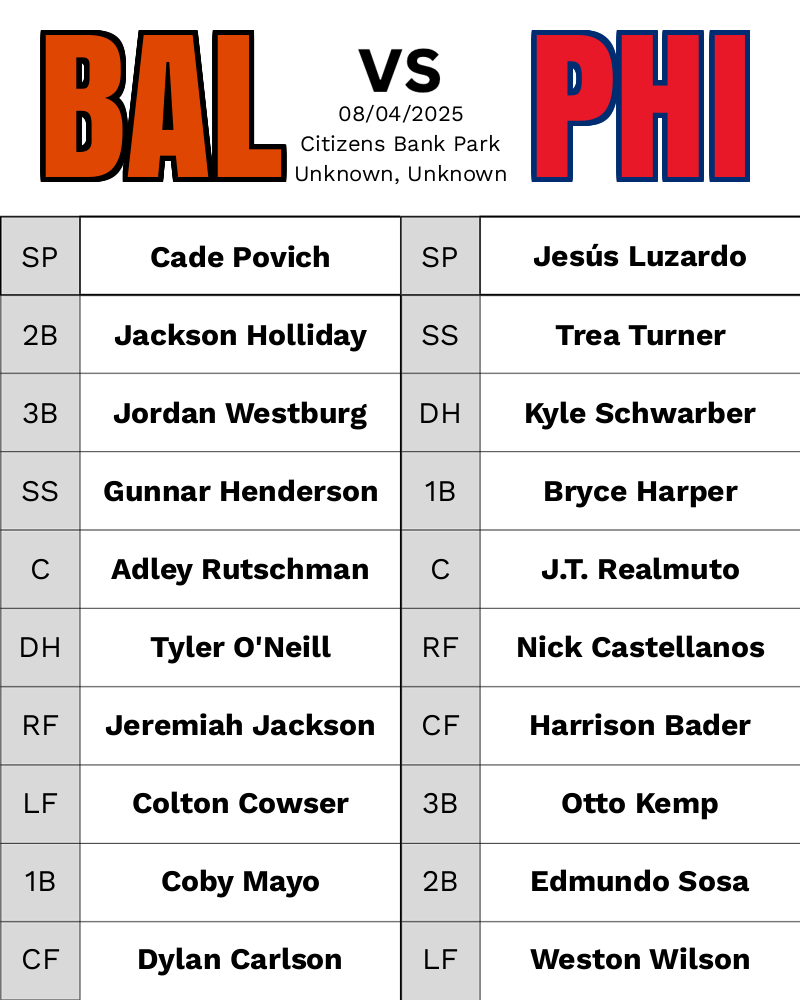 BAL
VS
08/04/2025
Citizens Bank Park
Unknown, Unknown
PHI
SP Cade Povich SP Jesús Luzardo
2B Jackson Holliday SS Trea Turner
3B Jordan Westburg DH Kyle Schwarber
SS Gunnar Henderson 1B Bryce Harper
C Adley Rutschman C J.T. Realmuto
DH Tyler O'Neill RF Nick Castellanos
RF Jeremiah Jackson CF Harrison Bader
LF Colton Cowser 3B Otto Kemp
1B Coby Mayo 2B Edmundo Sosa
CF Dylan Carlson LF Weston Wilson